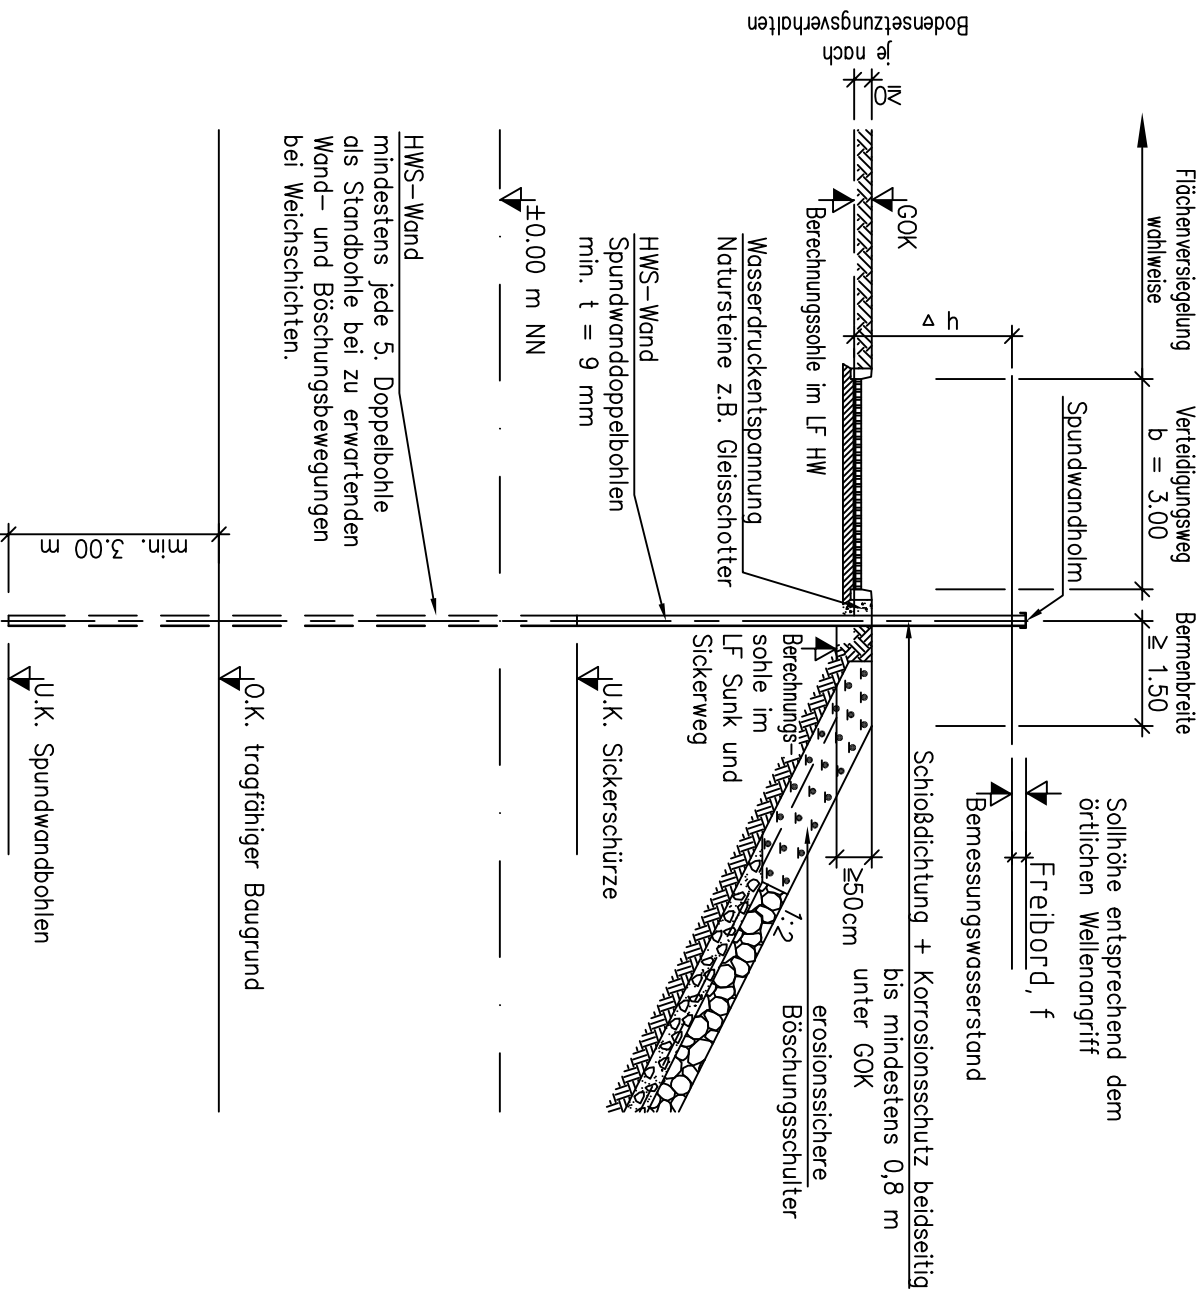 Flächenversiegelung
wahlweise
Verteidigungsweg
b = 3.00
Bermenbreite
≥ 1.50
Sollhöhe entsprechend dem
örtlichen Wellenangriff
Freibord, f
Bemessungswasserstand
Spundwandholm
Δ h
Schloßdichtung + Korrosionsschutz beidseitig
bis mindestens 0,8 m
unter GOK
≥50cm
erosionssichere
Böschungsschulter
1:2
≥0
je nach
Bodensetzungsverhalten
GOK
Berechnungssohle im LF HW
Wasserdruckentspannung
Natursteine z.B. Gleisschotter
Berechnungs-
sohle im
LF Sunk und
Sickerweg
HWS-Wand
Spundwanddoppelbohlen
min. t = 9 mm
U.K. Sickerschürze
±0.00 m NN
HWS-Wand
mindestens jede 5. Doppelbohle
als Standbohle bei zu erwartenden
Wand- und Böschungsbewegungen
bei Weichschichten.
O.K. tragfähiger Baugrund
min. 3.00 m
U.K. Spundwandbohlen